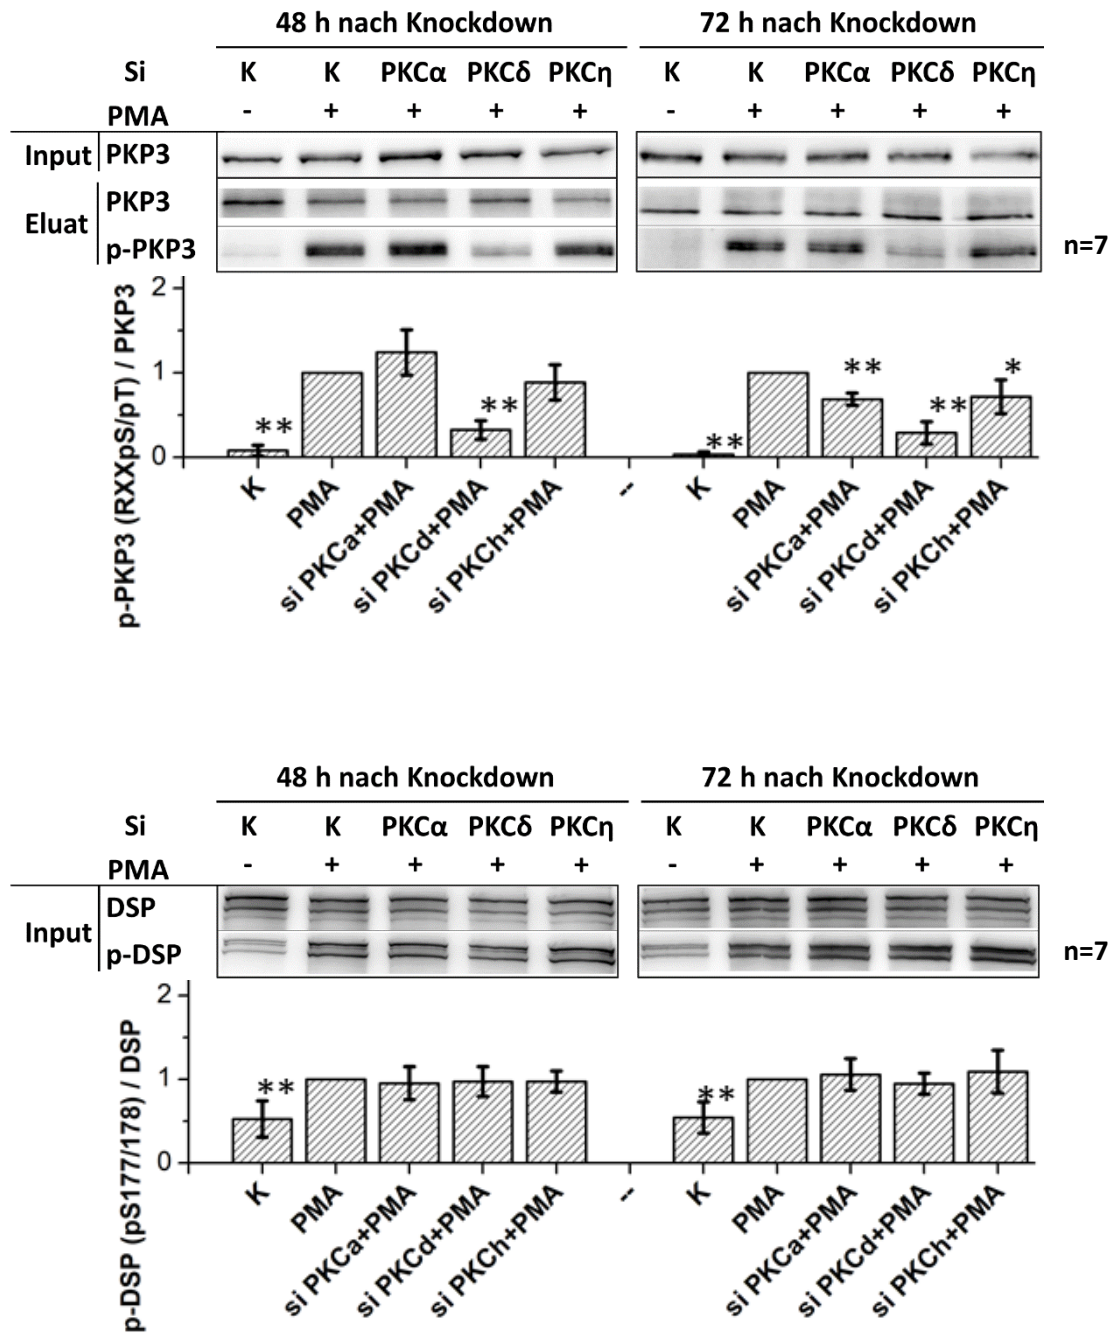 48 h nach Knockdown 72 h nach Knockdown
Si K K PKCα PKCδ PKCη K K PKCα PKCδ PKCη
PMA - + + + + - + + + +
Input PKP3
Eluat PKP3
p-PKP3 n=7
p-PKP3 (RXXpS/pT) / PKP3
2
1
0
** ** ** ** ** *
K PMA si PKCa+PMA si PKCd+PMA si PKCh+PMA -- K PMA si PKCa+PMA si PKCd+PMA si PKCh+PMA
48 h nach Knockdown 72 h nach Knockdown
Si K K PKCα PKCδ PKCη K K PKCα PKCδ PKCη
PMA - + + + + - + + + +
Input DSP
p-DSP n=7
p-DSP (pS177/178) / DSP
2
1
0
** **
K PMA si PKCa+PMA si PKCd+PMA si PKCh+PMA -- K PMA si PKCa+PMA si PKCd+PMA si PKCh+PMA